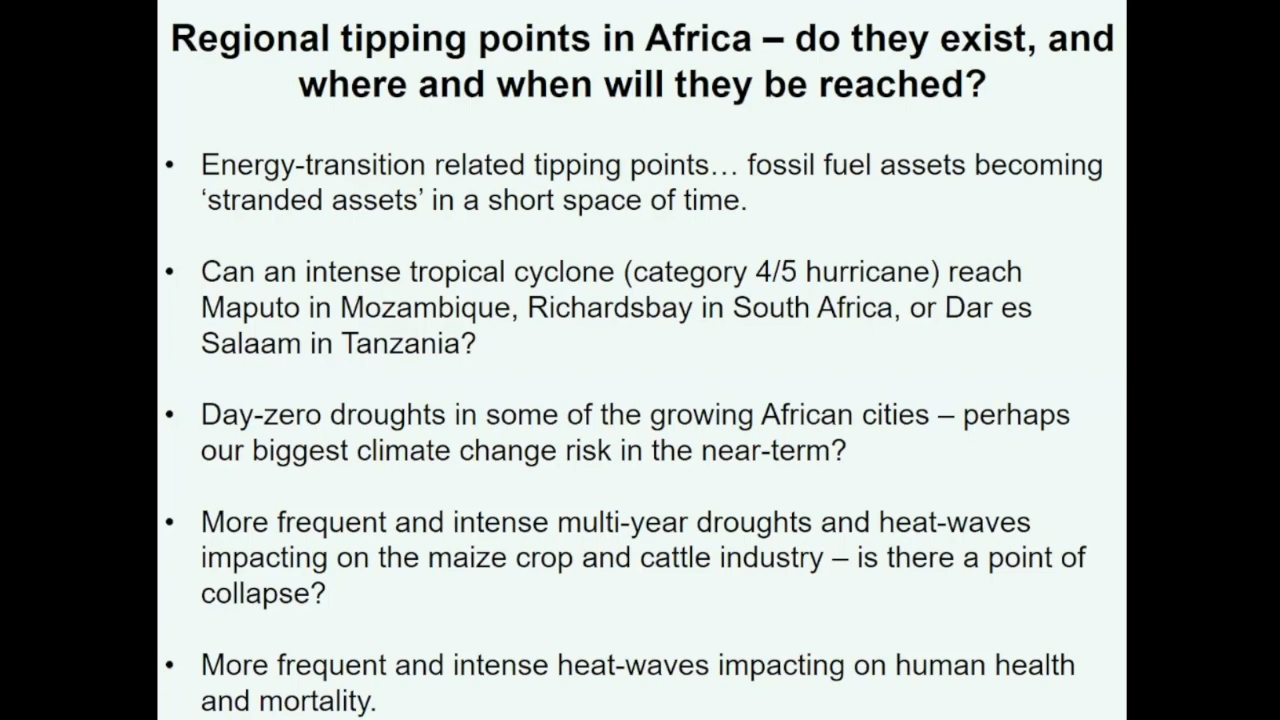 Regional tipping points in Africa – do they exist, and
where and when will they be reached?
• Energy-transition related tipping points… fossil fuel assets becoming
‘stranded assets’ in a short space of time.
• Can an intense tropical cyclone (category 4/5 hurricane) reach
Maputo in Mozambique, Richardsbay in South Africa, or Dar es
Salaam in Tanzania?
• Day-zero droughts in some of the growing African cities – perhaps
our biggest climate change risk in the near-term?
• More frequent and intense multi-year droughts and heat-waves
impacting on the maize crop and cattle industry – is there a point of
collapse?
• More frequent and intense heat-waves impacting on human health
and mortality.